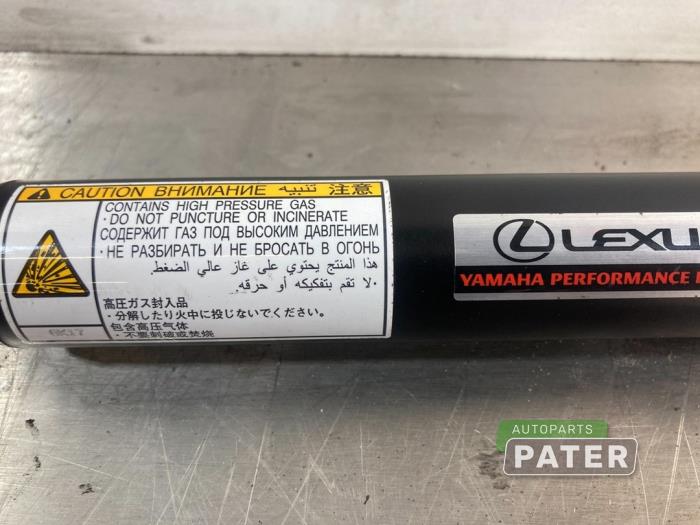 CAUTION ВНИМАНИЕ تنبيه 注意
CONTAINS HIGH PRESSURE GAS
·DO NOT PUNCTURE OR INCINERATE
СОДЕРЖИТ ГАЗ ПОД ВЫСОКИМ ДАВЛЕНИЕМ
·НЕ РАЗБИРАТЬ И НЕ БРОСАТЬ В ОГОНЬ
هذا المنتج يحتوي على غاز عالي الضغط.
·لا تقم بتفكيكه أو حرقه.
高圧ガス封入品
・分解したり火中に投じないでください。
包含高压气体
・不要刺破或焚烧
LEXU
YAMAHA PERFORMANCE
AUTOPARTS
PATER